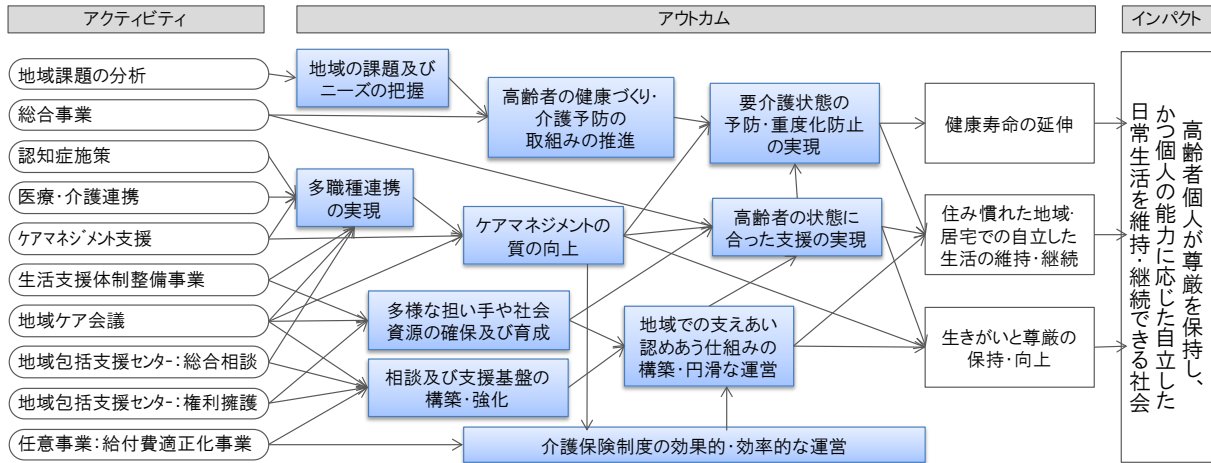 アクティビティ
アウトカム
インパクト
地域課題の分析
総合事業
認知症施策
医療・介護連携
ケアマネジメント支援
生活支援体制整備事業
地域ケア会議
地域包括支援センター：総合相談
地域包括支援センター：権利擁護
任意事業：給付費適正化事業
地域の課題及び
ニーズの把握
高齢者の健康づくり・
介護予防の
取組みの推進
要介護状態の
予防・重度化防止
の実現
健康寿命の延伸
多職種連携
の実現
ケアマネジメントの
質の向上
高齢者の状態に
合った支援の実現
住み慣れた地域・
居宅での自立した
生活の維持・継続
多様な担い手や社会
資源の確保及び育成
地域での支えあい
認めあう仕組みの
構築・円滑な運営
生きがいと尊厳の
保持・向上
相談及び支援基盤の
構築・強化
介護保険制度の効果的・効率的な運営
高齢者個人が尊厳を保持し、
かつ個人の能力に応じた自立した
日常生活を維持・継続できる社会